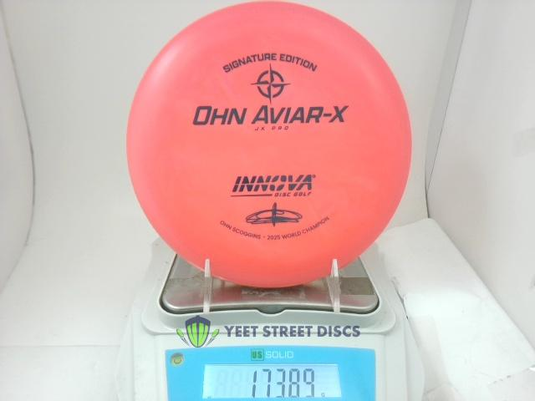 SIGNATURE EDITION
OHN AVIAR-X
JK PRO
INNOVA
DISC GOLF
OHN SCOGGINS - 2025 WORLD CHAMPION
YEET STREET DISCS
US SOLID
173.89